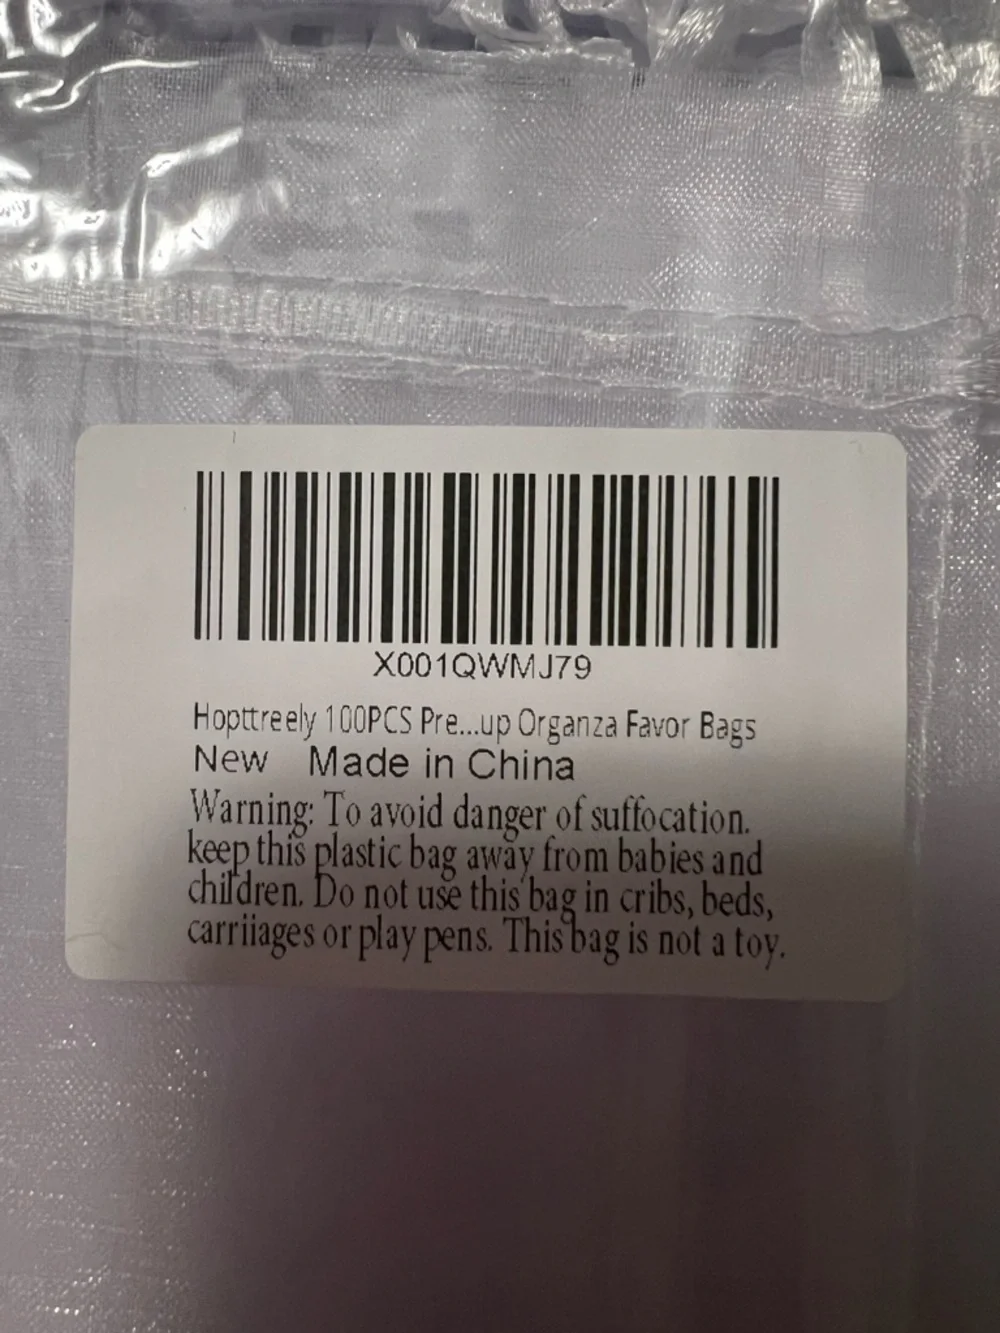 X001QWMJ79
Hopttreely 100PCS Pre...up Organza Favor Bags
New Made in China
Warning: To avoid danger of suffocation.
keep this plastic bag away from babies and
children. Do not use this bag in cribs, beds,
carriiages or play pens. This bag is not a toy.